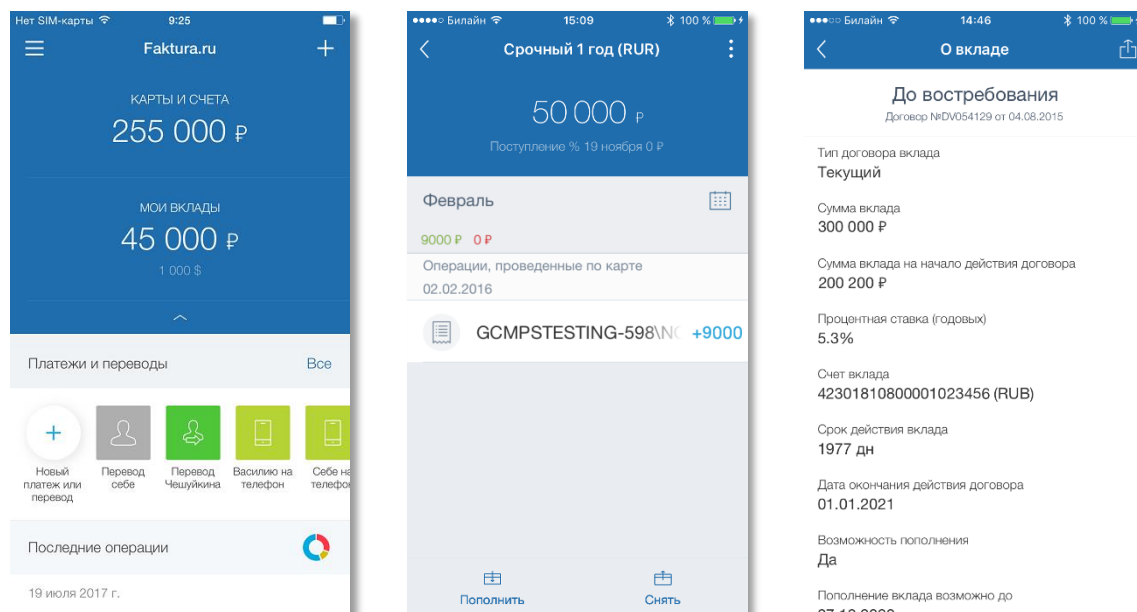 Нет SIM-карты 9:25
Faktura.ru
КАРТЫ И СЧЕТА
255 000 ₽
МОИ ВКЛАДЫ
45 000 ₽
1 000 $
Платежи и переводы Все
Новый платеж или перевод
Перевод себе
Перевод Чешуйкина
Василию на телефон
Себе на
Последние операции
19 июля 2017 г.
Билайн 15:09 100 %
Срочный 1 год (RUR)
50 000 ₽
Поступление % 19 ноября 0 ₽
Февраль
9000 ₽ 0 ₽
Операции, проведенные по карте
02.02.2016
GCMPSTESTING-598\ +9000
Пополнить Снять
Билайн 14:46 100 %
О вкладе
До востребования
Договор №DV054129 от 04.08.2015
Тип договора вклада
Текущий
Сумма вклада
300 000 ₽
Сумма вклада на начало действия договора
200 200 ₽
Процентная ставка (годовых)
5.3%
Счет вклада
42301810800001023456 (RUB)
Срок действия вклада
1977 дн
Дата окончания действия договора
01.01.2021
Возможность пополнения
Да
Пополнение вклада возможно до